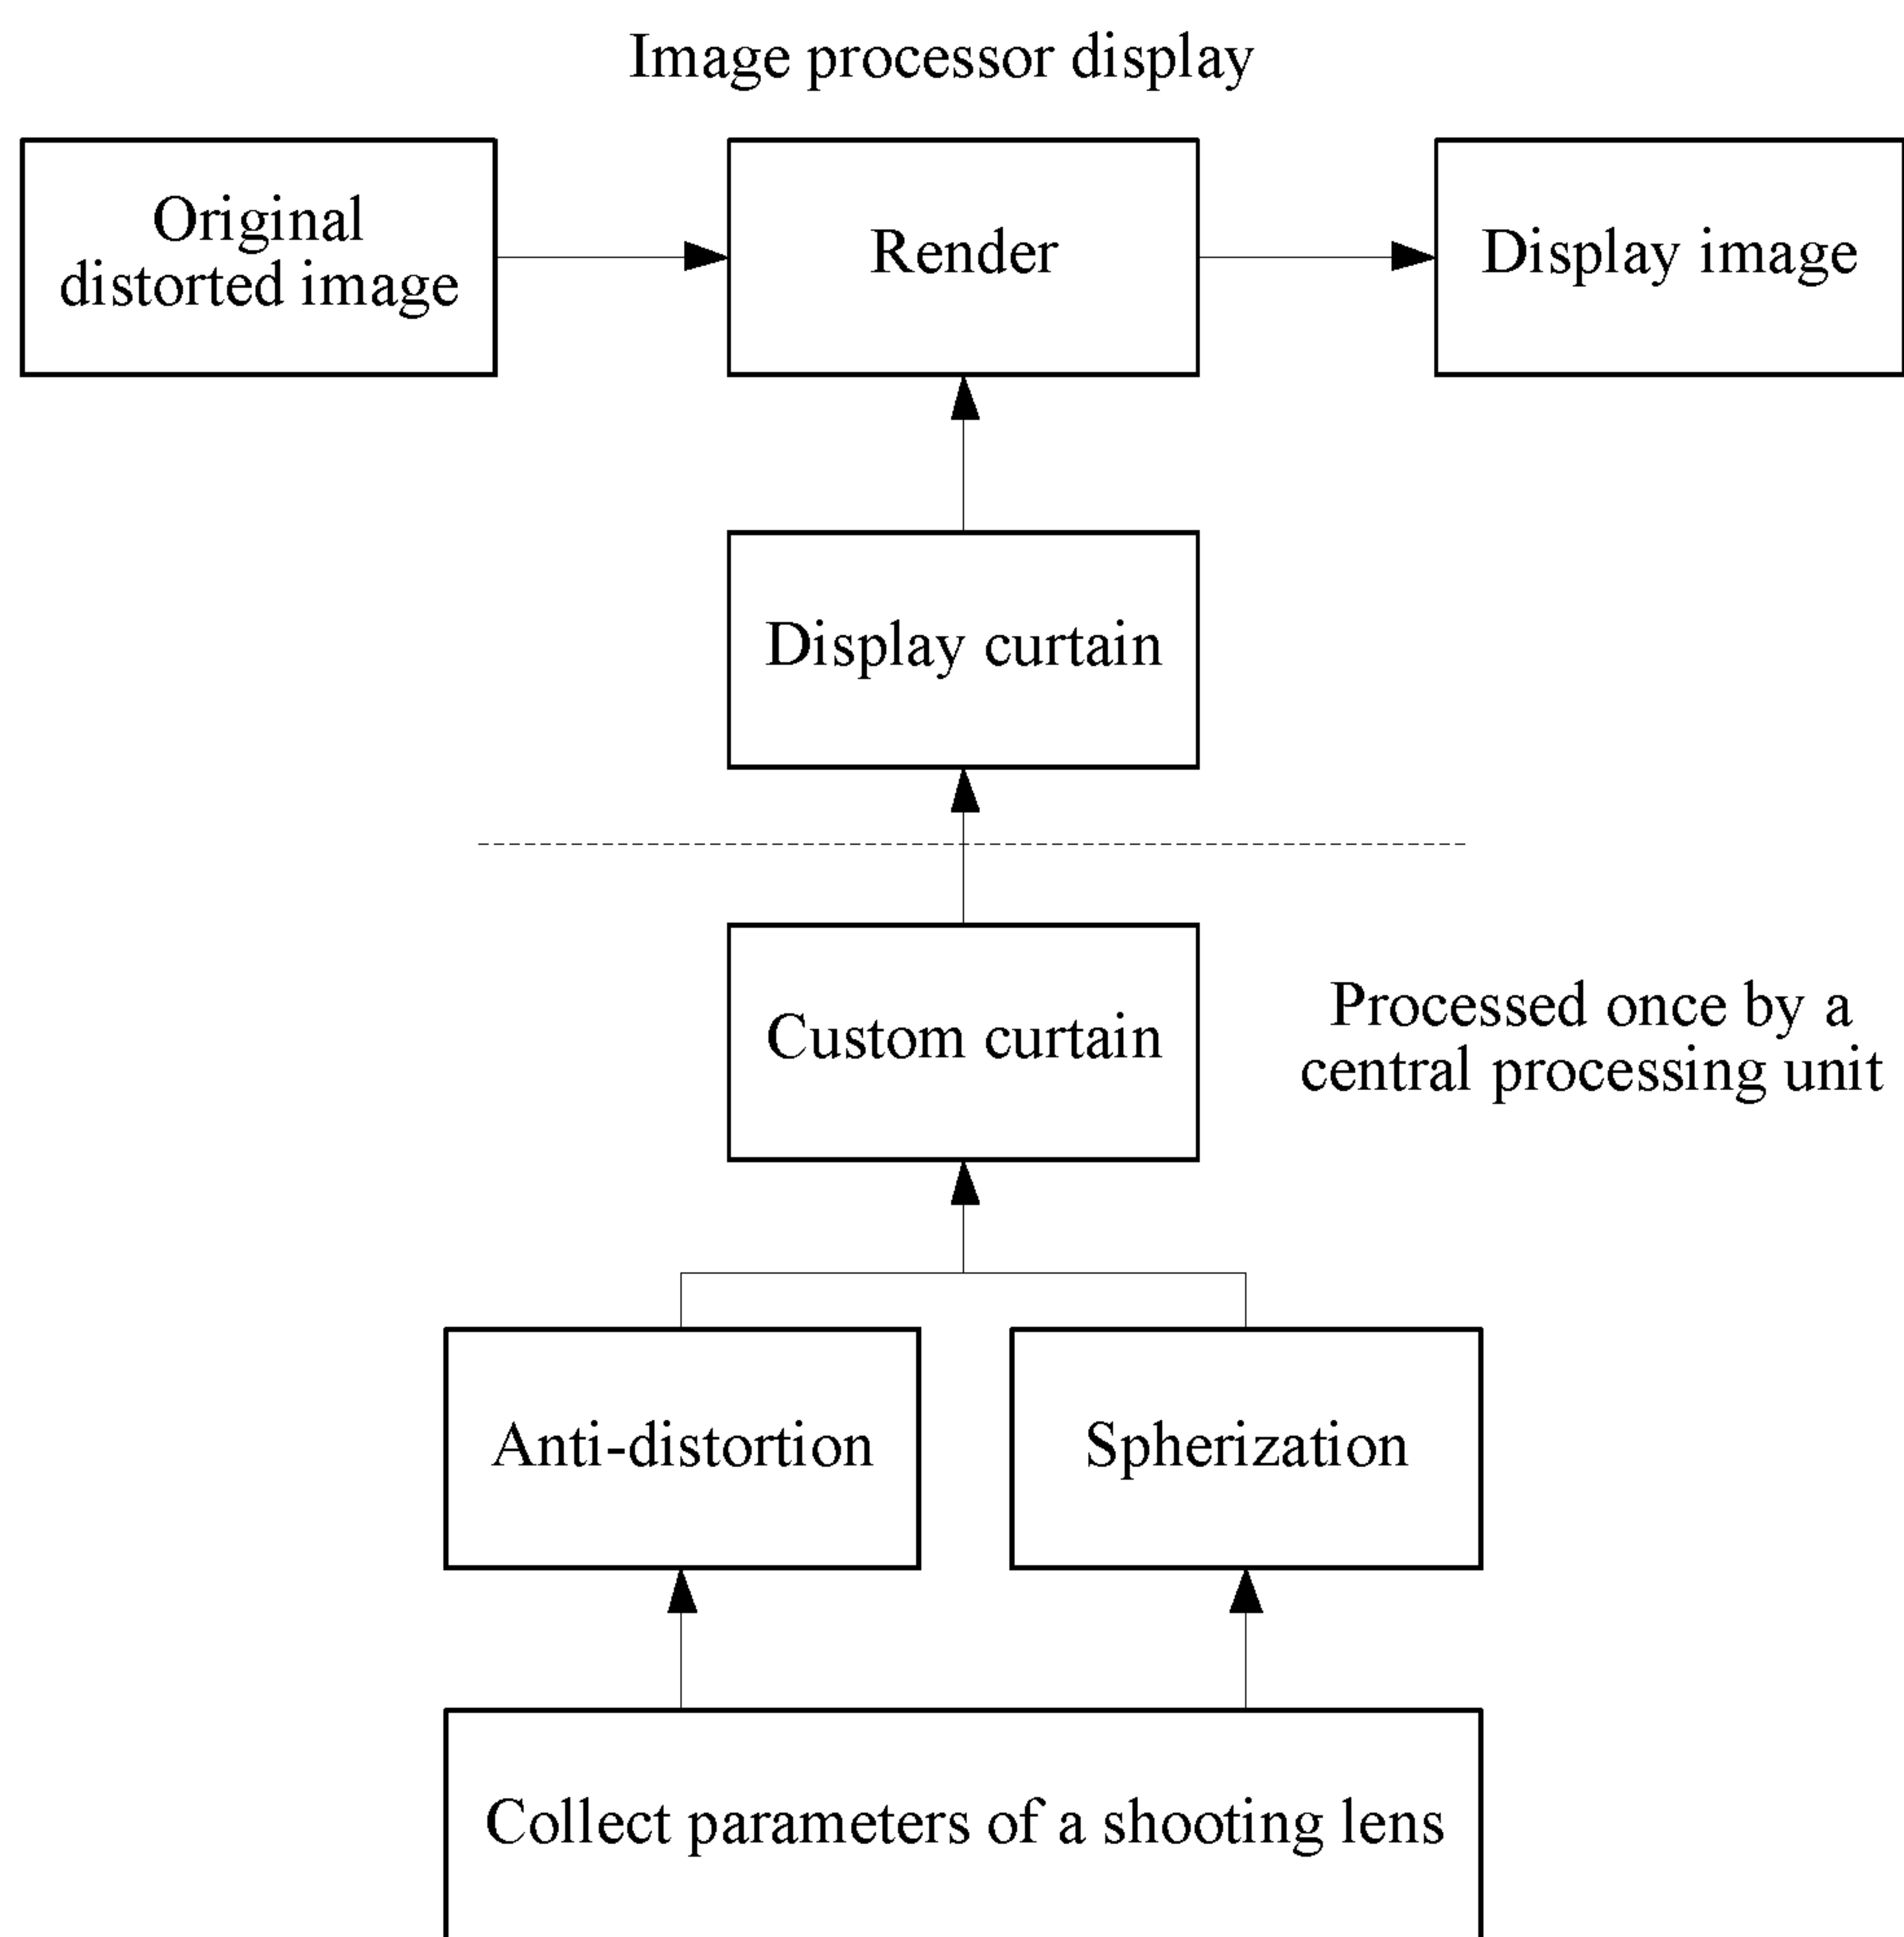 Image processor display
Original
distorted image
Render
Display image
Display curtain
Custom curtain
Processed once by a
central processing unit
Anti-distortion
Spherization
Collect parameters of a shooting lens